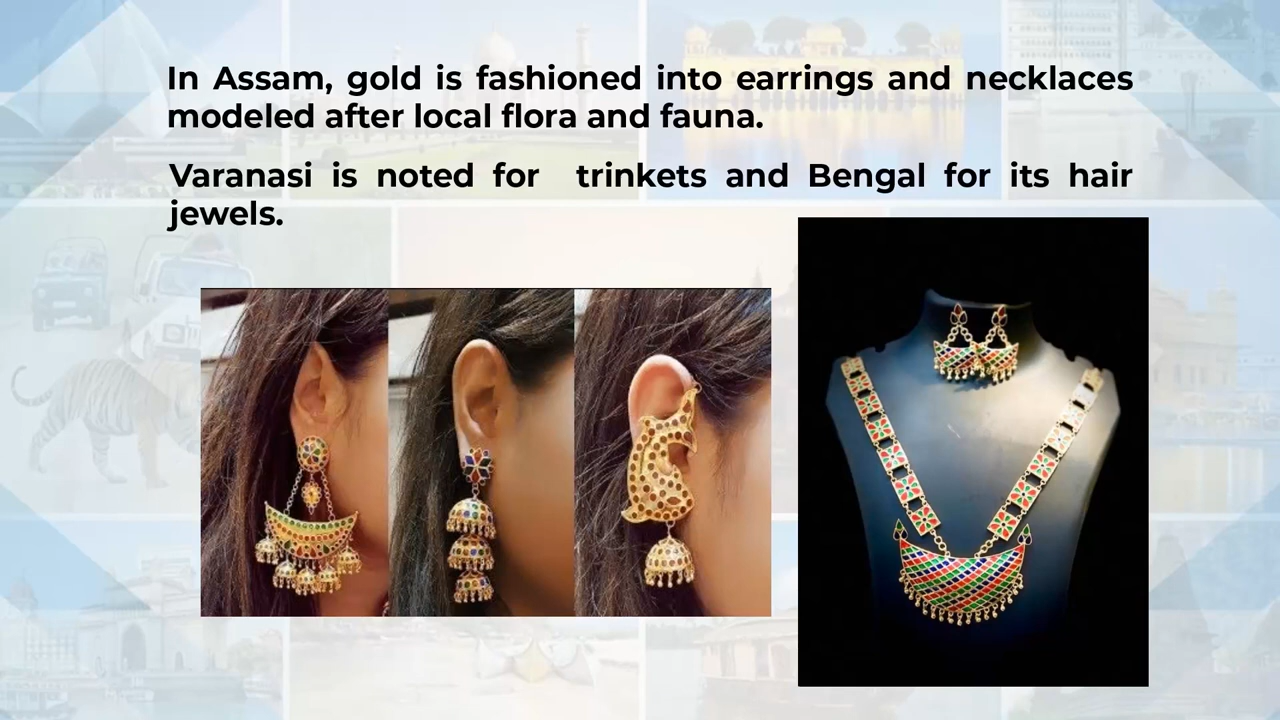 In Assam, gold is fashioned into earrings and necklaces
modeled after local flora and fauna.
Varanasi is noted for  trinkets and Bengal for its hair
jewels.